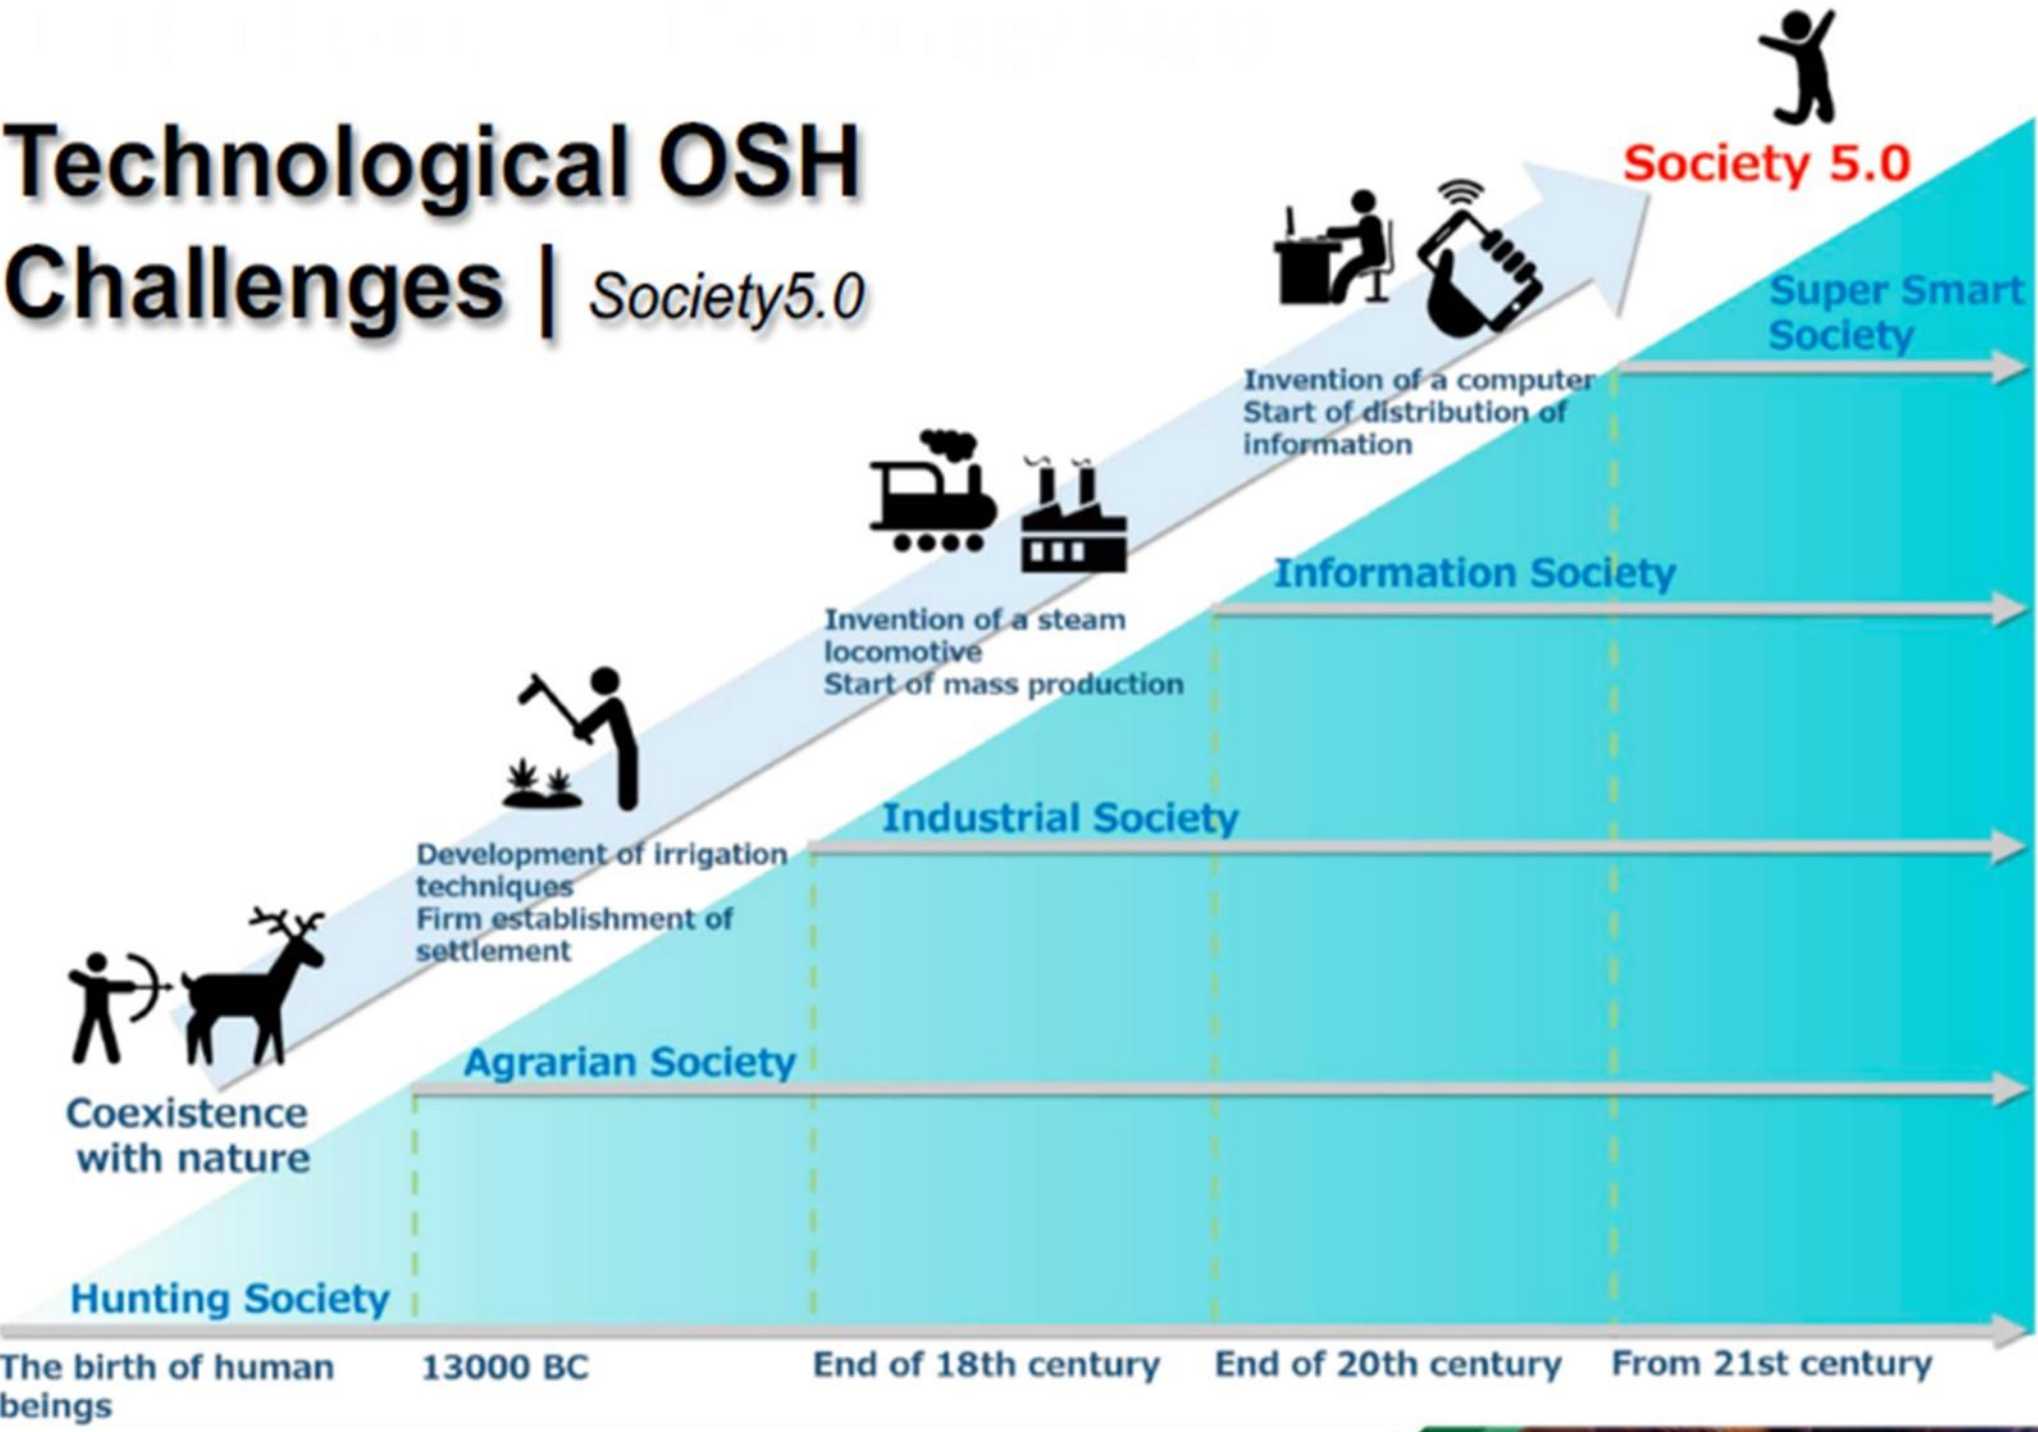 Technological OSH
Challenges | Society5.0
Society 5.0
Super Smart
Society
Invention of a computer
Start of distribution of
information
Information Society
Invention of a steam
locomotive
Start of mass production
Industrial Society
Development of irrigation
techniques
Firm establishment of
settlement
Agrarian Society
Coexistence
with nature
Hunting Society
The birth of human
beings
13000 BC
End of 18th century
End of 20th century
From 21st century